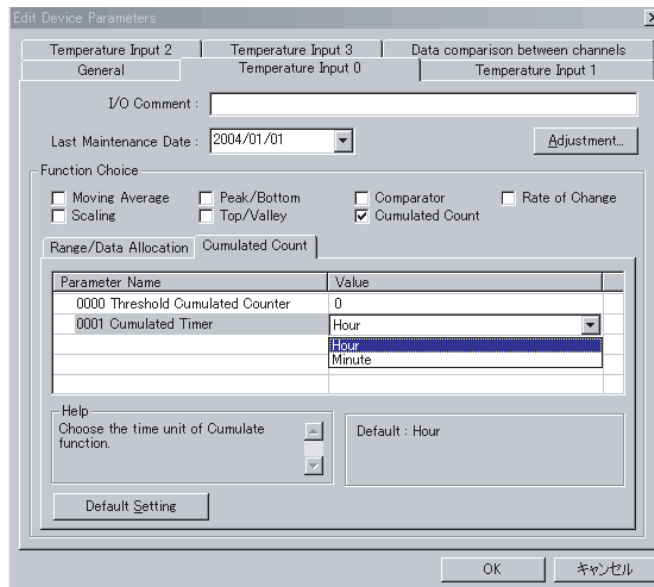 Edit Device Parameters
Temperature Input 2 Temperature Input 3 Data comparison between channels
General Temperature Input 0 Temperature Input 1
I/O Comment :
Last Maintenance Date : 2004/01/01 Adjustment...
Function Choice
Moving Average Peak/Bottom Comparator Rate of Change
Scaling Top/Valley Cumulated Count
Range/Data Allocation Cumulated Count
Parameter Name Value
0000 Threshold Cumulated Counter 0
0001 Cumulated Timer Hour
Hour
Minute
Help
Choose the time unit of Cumulate
function.
Default : Hour
Default Setting
OK キャンセル